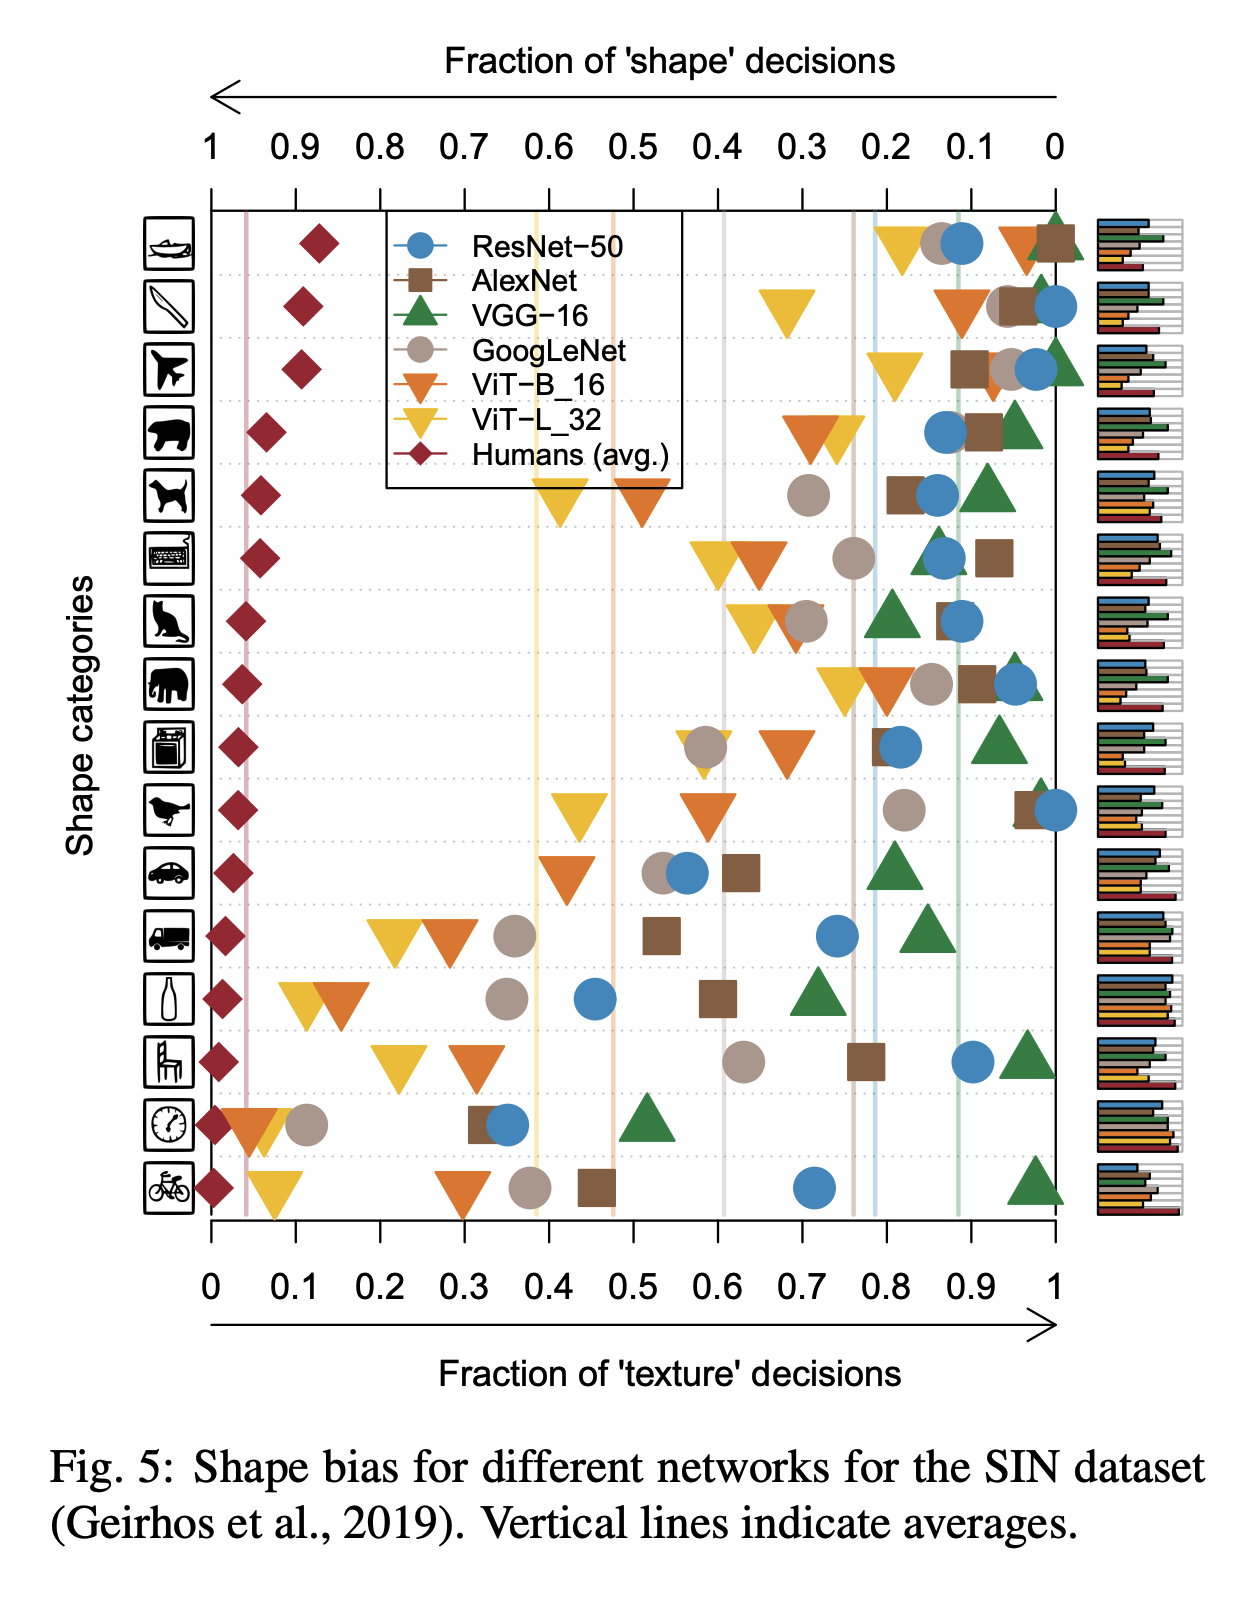 Fraction of 'shape' decisions
1 0.9 0.8 0.7 0.6 0.5 0.4 0.3 0.2 0.1 0
ResNet−50
AlexNet
VGG−16
GoogLeNet
ViT−B_16
ViT−L_32
Humans (avg.)
Shape categories
0 0.1 0.2 0.3 0.4 0.5 0.6 0.7 0.8 0.9 1
Fraction of 'texture' decisions
Fig. 5: Shape bias for different networks for the SIN dataset
(Geirhos et al., 2019). Vertical lines indicate averages.